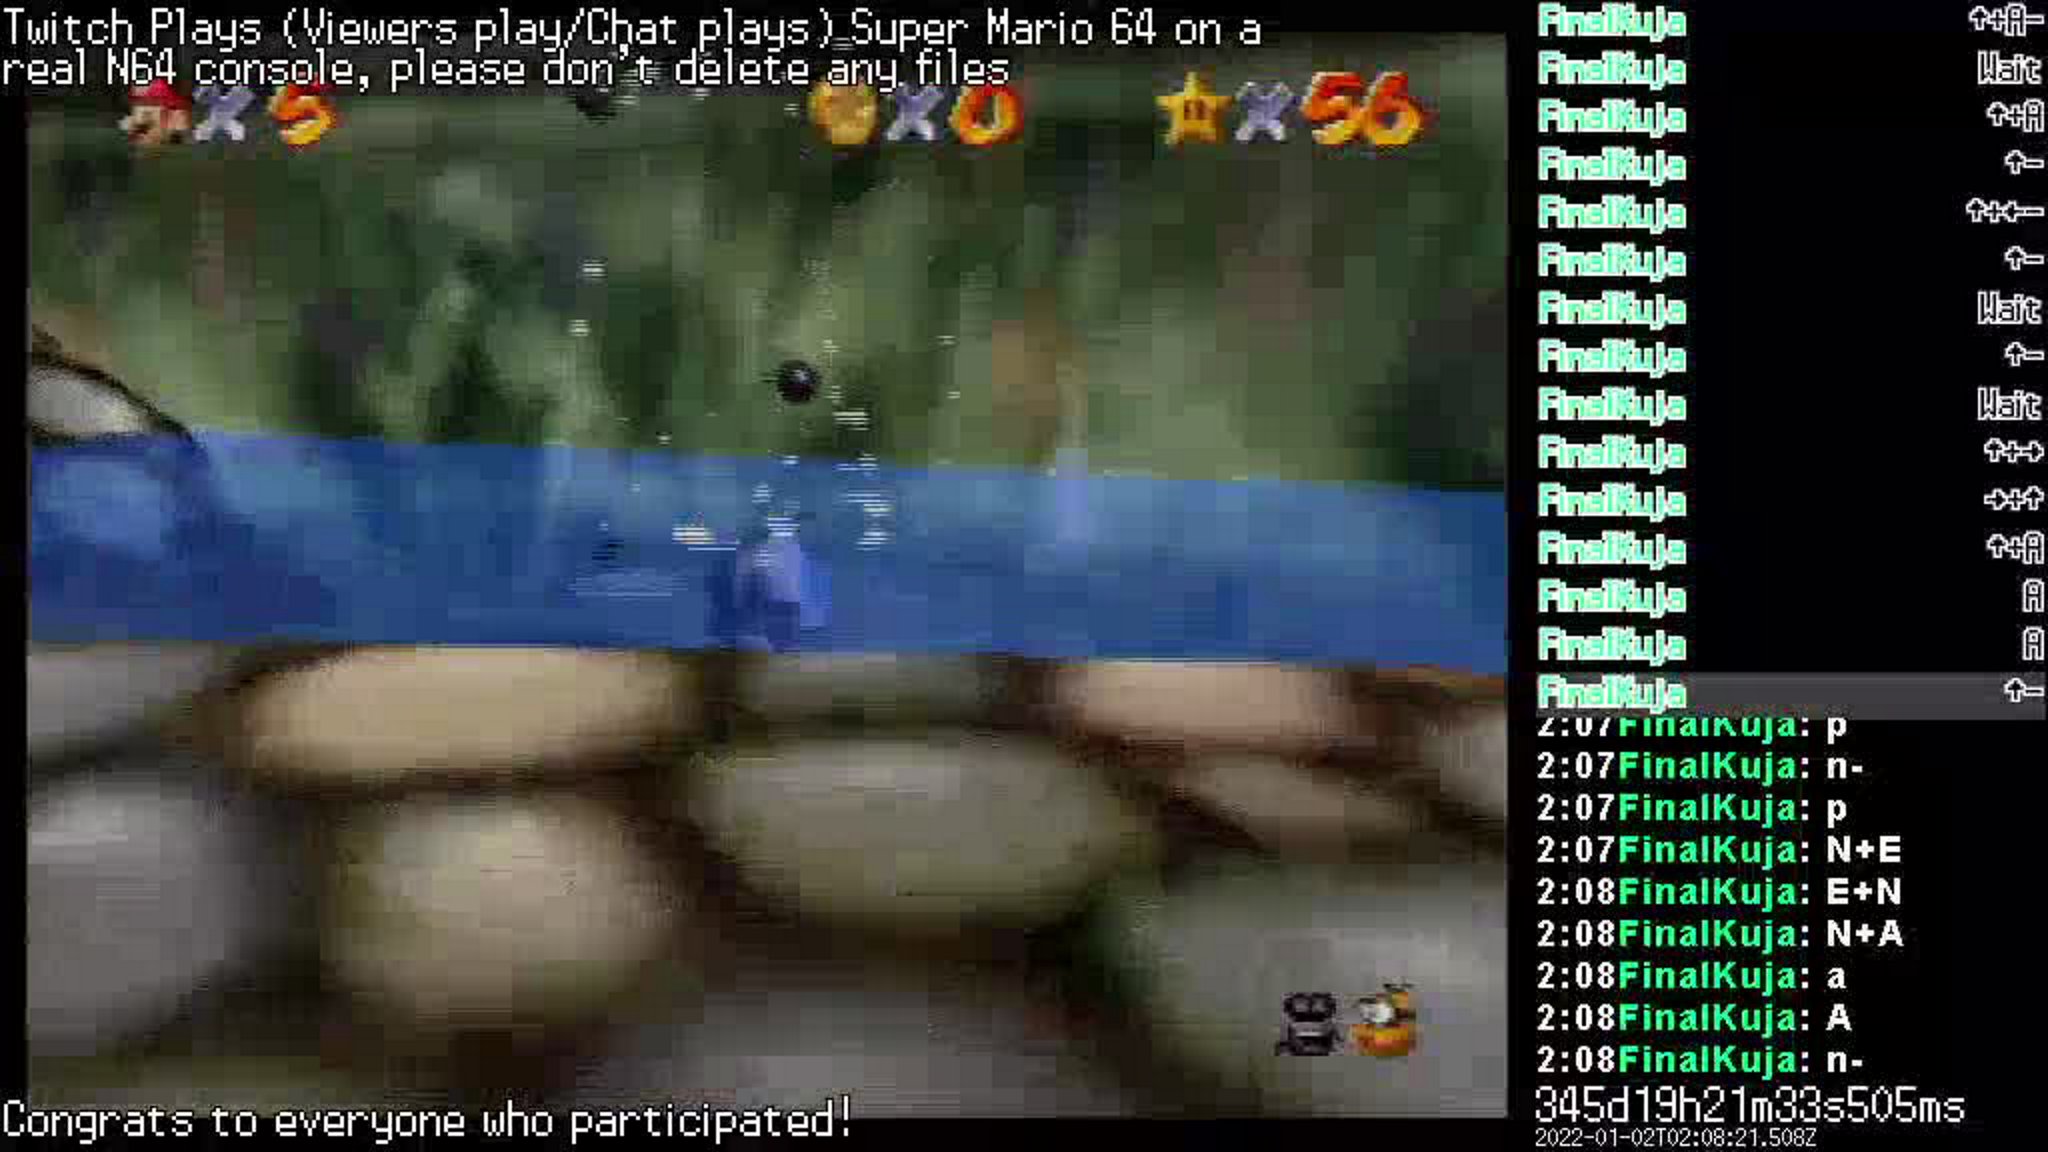 Twitch Plays (Viewers play/Chat plays) Super Mario 64 on a
real N64 console, please don't delete any files
x 5
x 0
x 56
FinalKuja ↑+A-
FinalKuja Wait
FinalKuja ↑+A
FinalKuja ↑-
FinalKuja ↑+←-
FinalKuja ↑-
FinalKuja Wait
FinalKuja ↑-
FinalKuja Wait
FinalKuja ↑+→
FinalKuja →+↑
FinalKuja ↑+A
FinalKuja A
FinalKuja A
FinalKuja ↑-
2:07FinalKuja: p
2:07FinalKuja: n-
2:07FinalKuja: p
2:07FinalKuja: N+E
2:08FinalKuja: E+N
2:08FinalKuja: N+A
2:08FinalKuja: a
2:08FinalKuja: A
2:08FinalKuja: n-
345d19h21m33s505ms
2022-01-02T02:08:21.508Z
Congrats to everyone who participated!